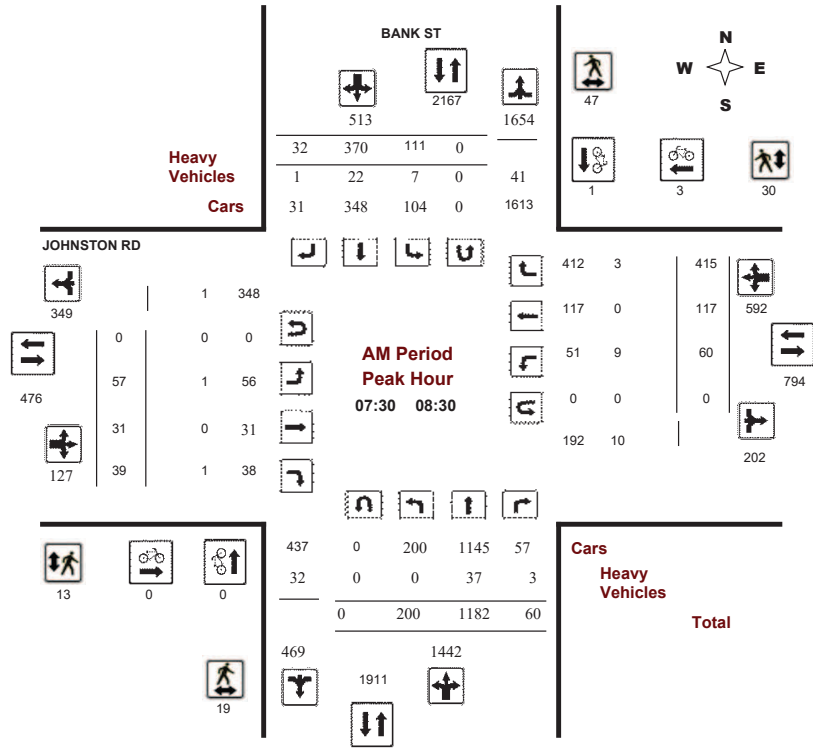 BANK ST
N
W E
S
2167
47
513
1654
32 370 111 0
Heavy
Vehicles
1 22 7 0 41
1 3 30
Cars
31 348 104 0 1613
JOHNSTON RD
412 3 415
1 348
349
117 0 117
592
0 0 0
AM Period
51 9 60
Peak Hour
794
57 1 56
476
07:30 08:30
0 0 0
31 0 31
192 10
202
127
39 1 38
437 0 200 1145 57
Cars
32 0 0 37 3
Heavy
Vehicles
13 0 0
0 200 1182 60
Total
469 1442
1911
19